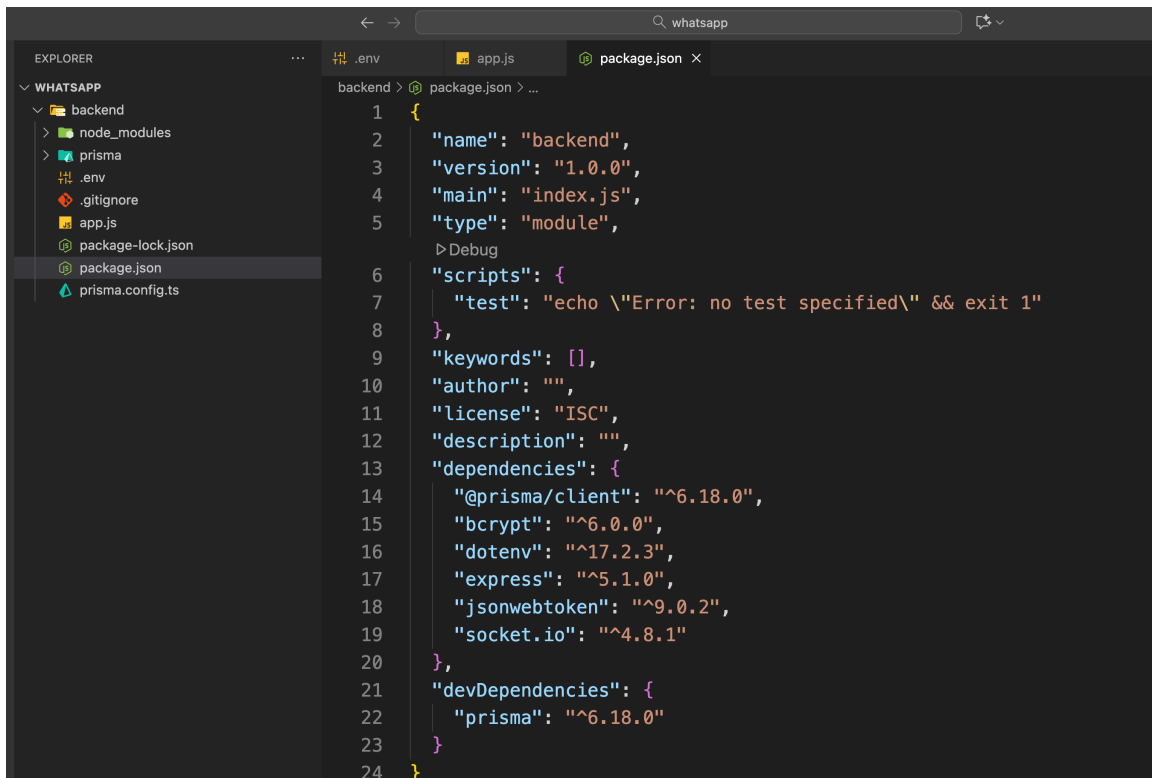 whatsapp
EXPLORER
WHATSAPP
backend
node_modules
prisma
.env
.gitignore
app.js
package-lock.json
package.json
prisma.config.ts
.env
app.js
package.json
backend > package.json > ...
1 {
2 "name": "backend",
3 "version": "1.0.0",
4 "main": "index.js",
5 "type": "module",
Debug
6 "scripts": {
7 "test": "echo \"Error: no test specified\" && exit 1"
8 },
9 "keywords": [],
10 "author": "",
11 "license": "ISC",
12 "description": "",
13 "dependencies": {
14 "@prisma/client": "^6.18.0",
15 "bcrypt": "^6.0.0",
16 "dotenv": "^17.2.3",
17 "express": "^5.1.0",
18 "jsonwebtoken": "^9.0.2",
19 "socket.io": "^4.8.1"
20 },
21 "devDependencies": {
22 "prisma": "^6.18.0"
23 }
24 }